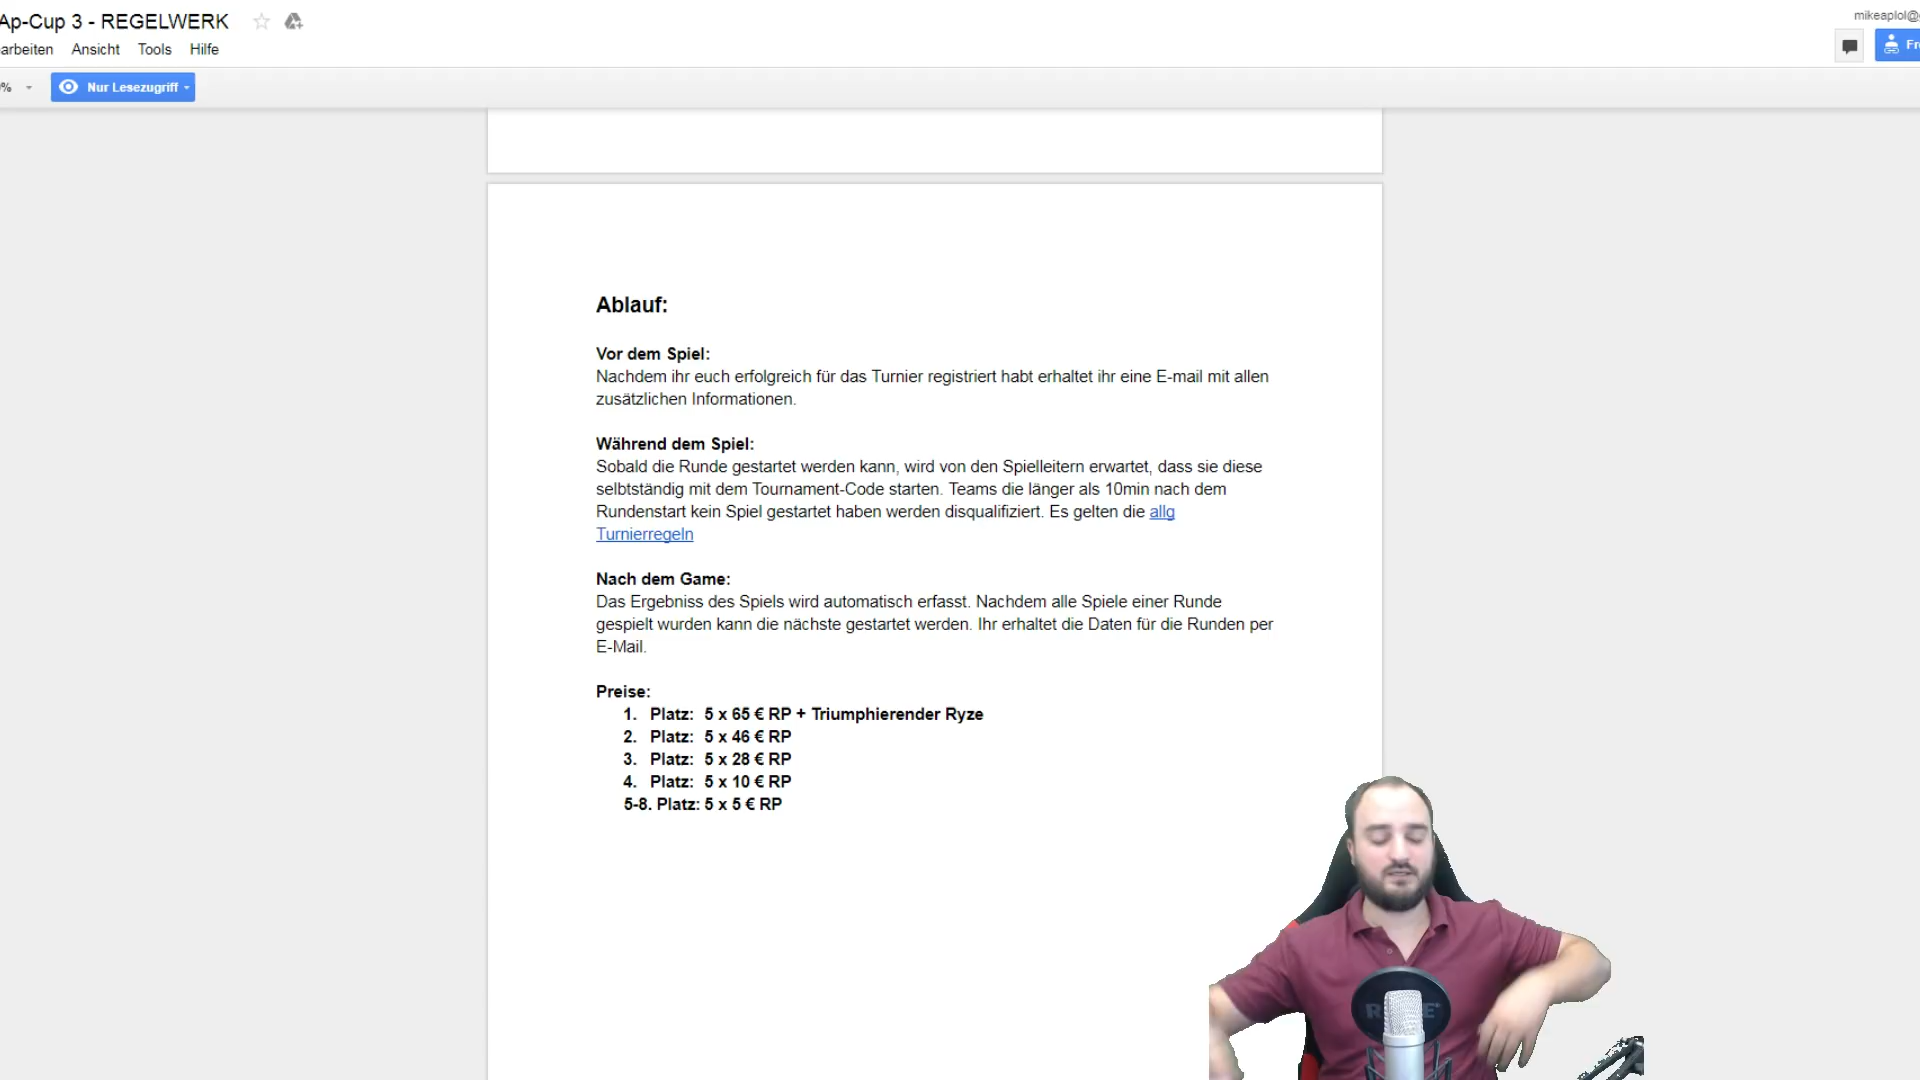 Ap-Cup 3 - REGELWERK
mikeaplol@
arbeiten Ansicht Tools Hilfe
Fr
% Nur Lesezugriff
Ablauf:
Vor dem Spiel:
Nachdem ihr euch erfolgreich für das Turnier registriert habt erhaltet ihr eine E-mail mit allen
zusätzlichen Informationen.
Während dem Spiel:
Sobald die Runde gestartet werden kann, wird von den Spielleitern erwartet, dass sie diese
selbtständig mit dem Tournament-Code starten. Teams die länger als 10min nach dem
Rundenstart kein Spiel gestartet haben werden disqualifiziert. Es gelten die allg
Turnierregeln
Nach dem Game:
Das Ergebniss des Spiels wird automatisch erfasst. Nachdem alle Spiele einer Runde
gespielt wurden kann die nächste gestartet werden. Ihr erhaltet die Daten für die Runden per
E-Mail.
Preise:
1. Platz: 5 x 65 € RP + Triumphierender Ryze
2. Platz: 5 x 46 € RP
3. Platz: 5 x 28 € RP
4. Platz: 5 x 10 € RP
5-8. Platz: 5 x 5 € RP